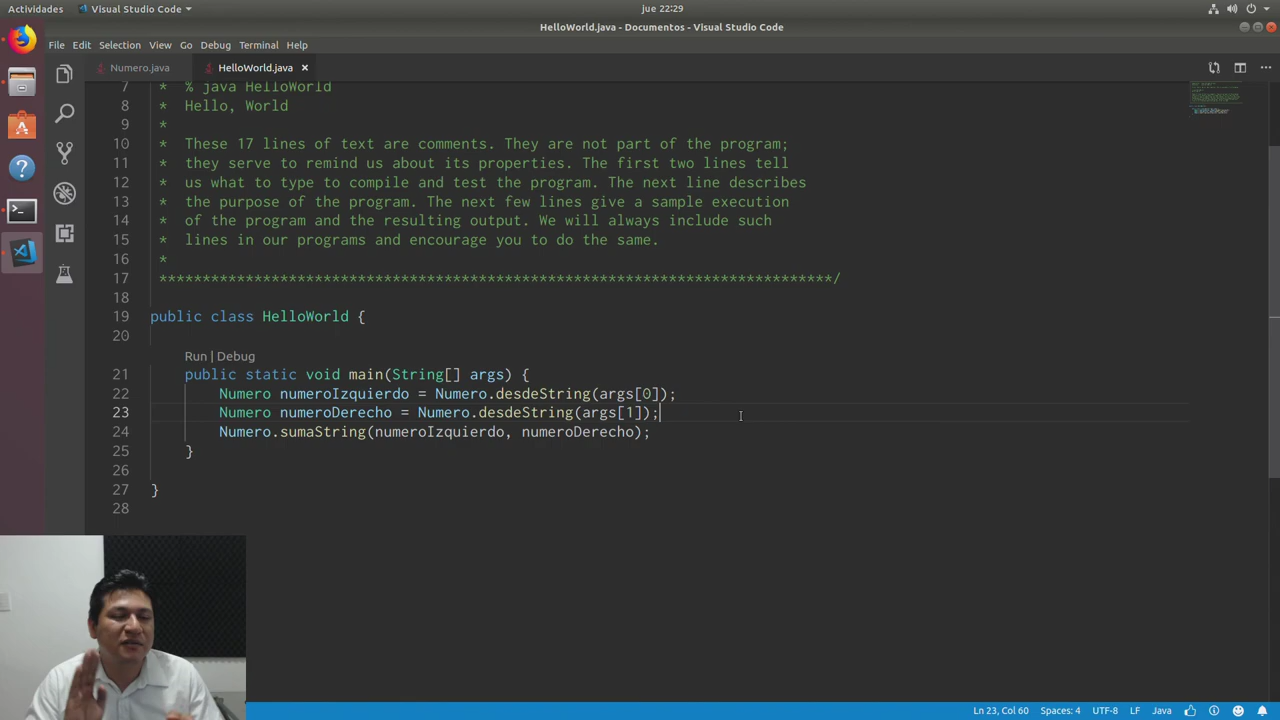 Actividades
Visual Studio Code
jue 22:29
HelloWorld.java - Documentos - Visual Studio Code
File Edit Selection View Go Debug Terminal Help
Numero.java
HelloWorld.java
7 * % java HelloWorld
8 * Hello, World
9 *
10 * These 17 lines of text are comments. They are not part of the program;
11 * they serve to remind us about its properties. The first two lines tell
12 * us what to type to compile and test the program. The next line describes
13 * the purpose of the program. The next few lines give a sample execution
14 * of the program and the resulting output. We will always include such
15 * lines in our programs and encourage you to do the same.
16 *
17 ******************************************************************************/
18
19 public class HelloWorld {
20
Run | Debug
21 public static void main(String[] args) {
22 Numero numeroIzquierdo = Numero.desdeString(args[0]);
23 Numero numeroDerecho = Numero.desdeString(args[1]);
24 Numero.sumaString(numeroIzquierdo, numeroDerecho);
25 }
26
27 }
28
Ln 23, Col 60 Spaces: 4 UTF-8 LF Java